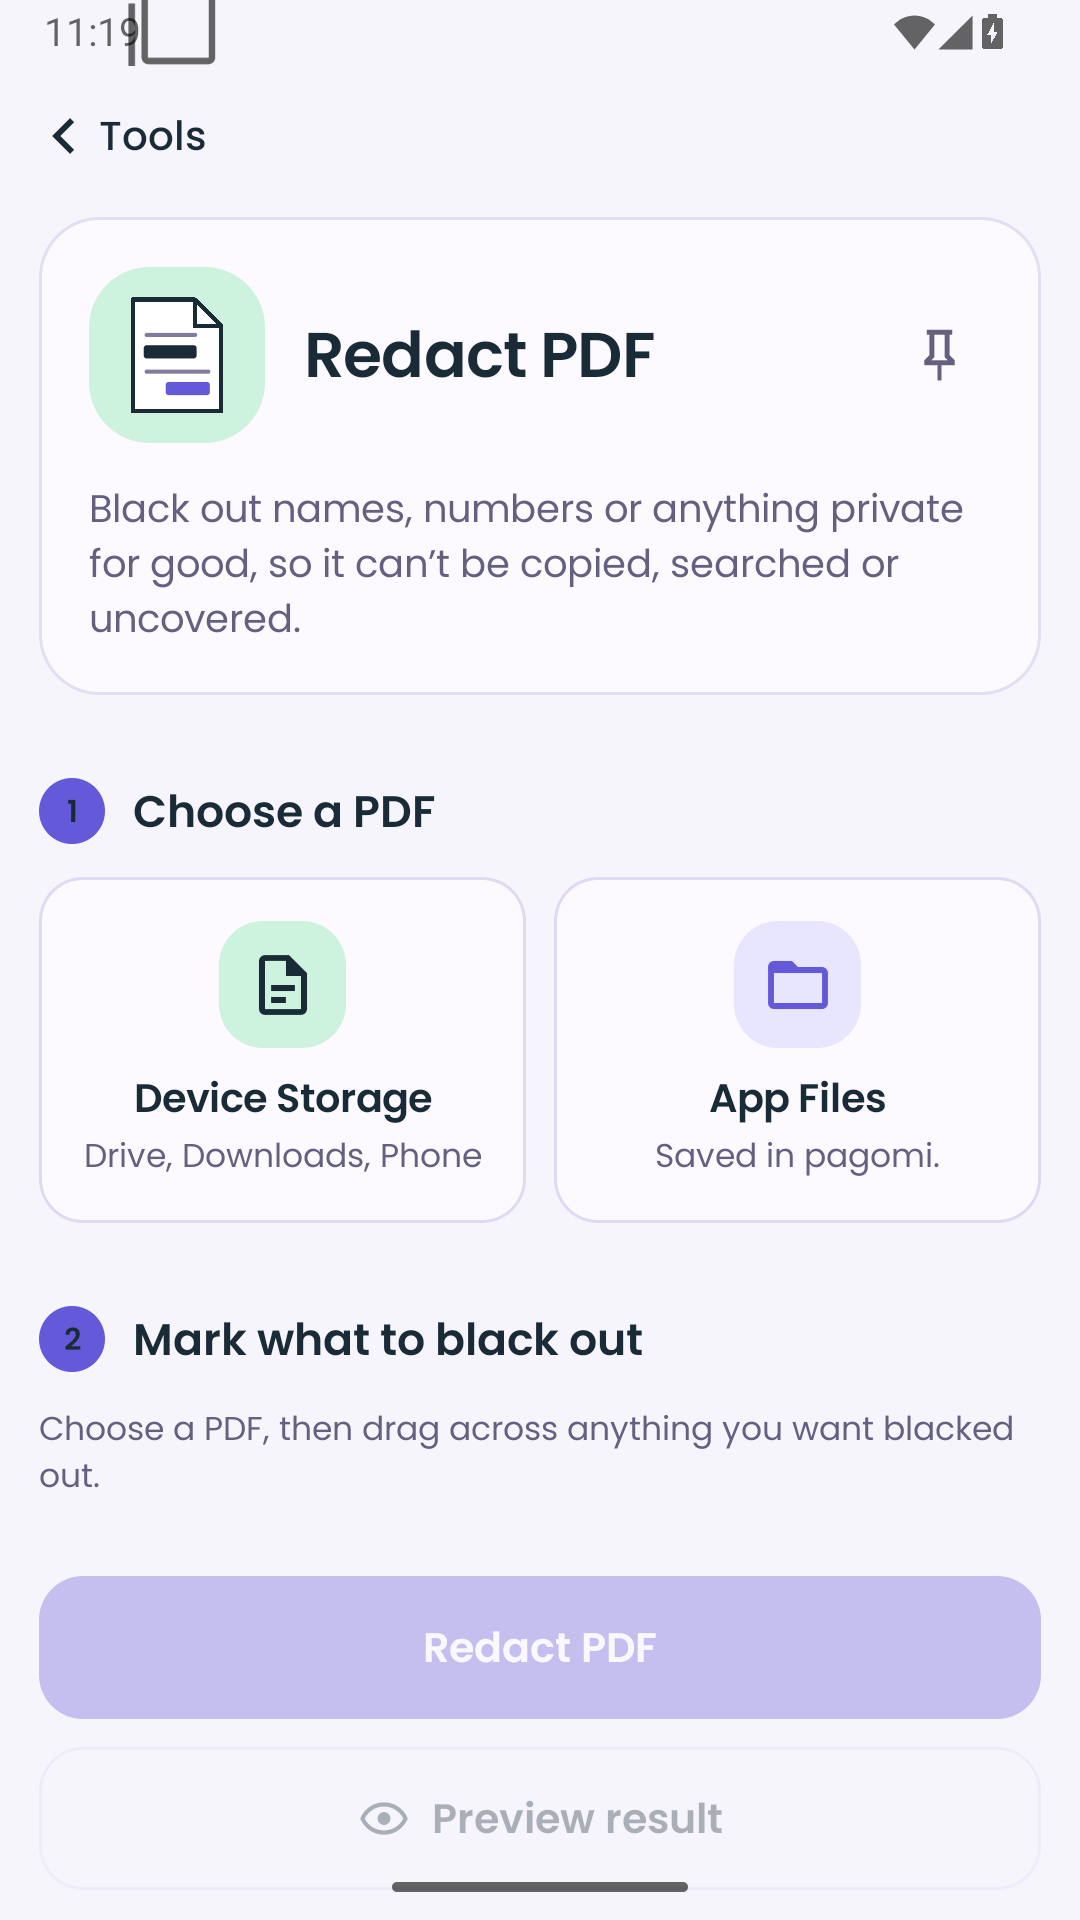 11:19
Tools
Redact PDF
Black out names, numbers or anything private
for good, so it can’t be copied, searched or
uncovered.
1
Choose a PDF
Device Storage
Drive, Downloads, Phone
App Files
Saved in pagomi.
2
Mark what to black out
Choose a PDF, then drag across anything you want blacked
out.
Redact PDF
Preview result